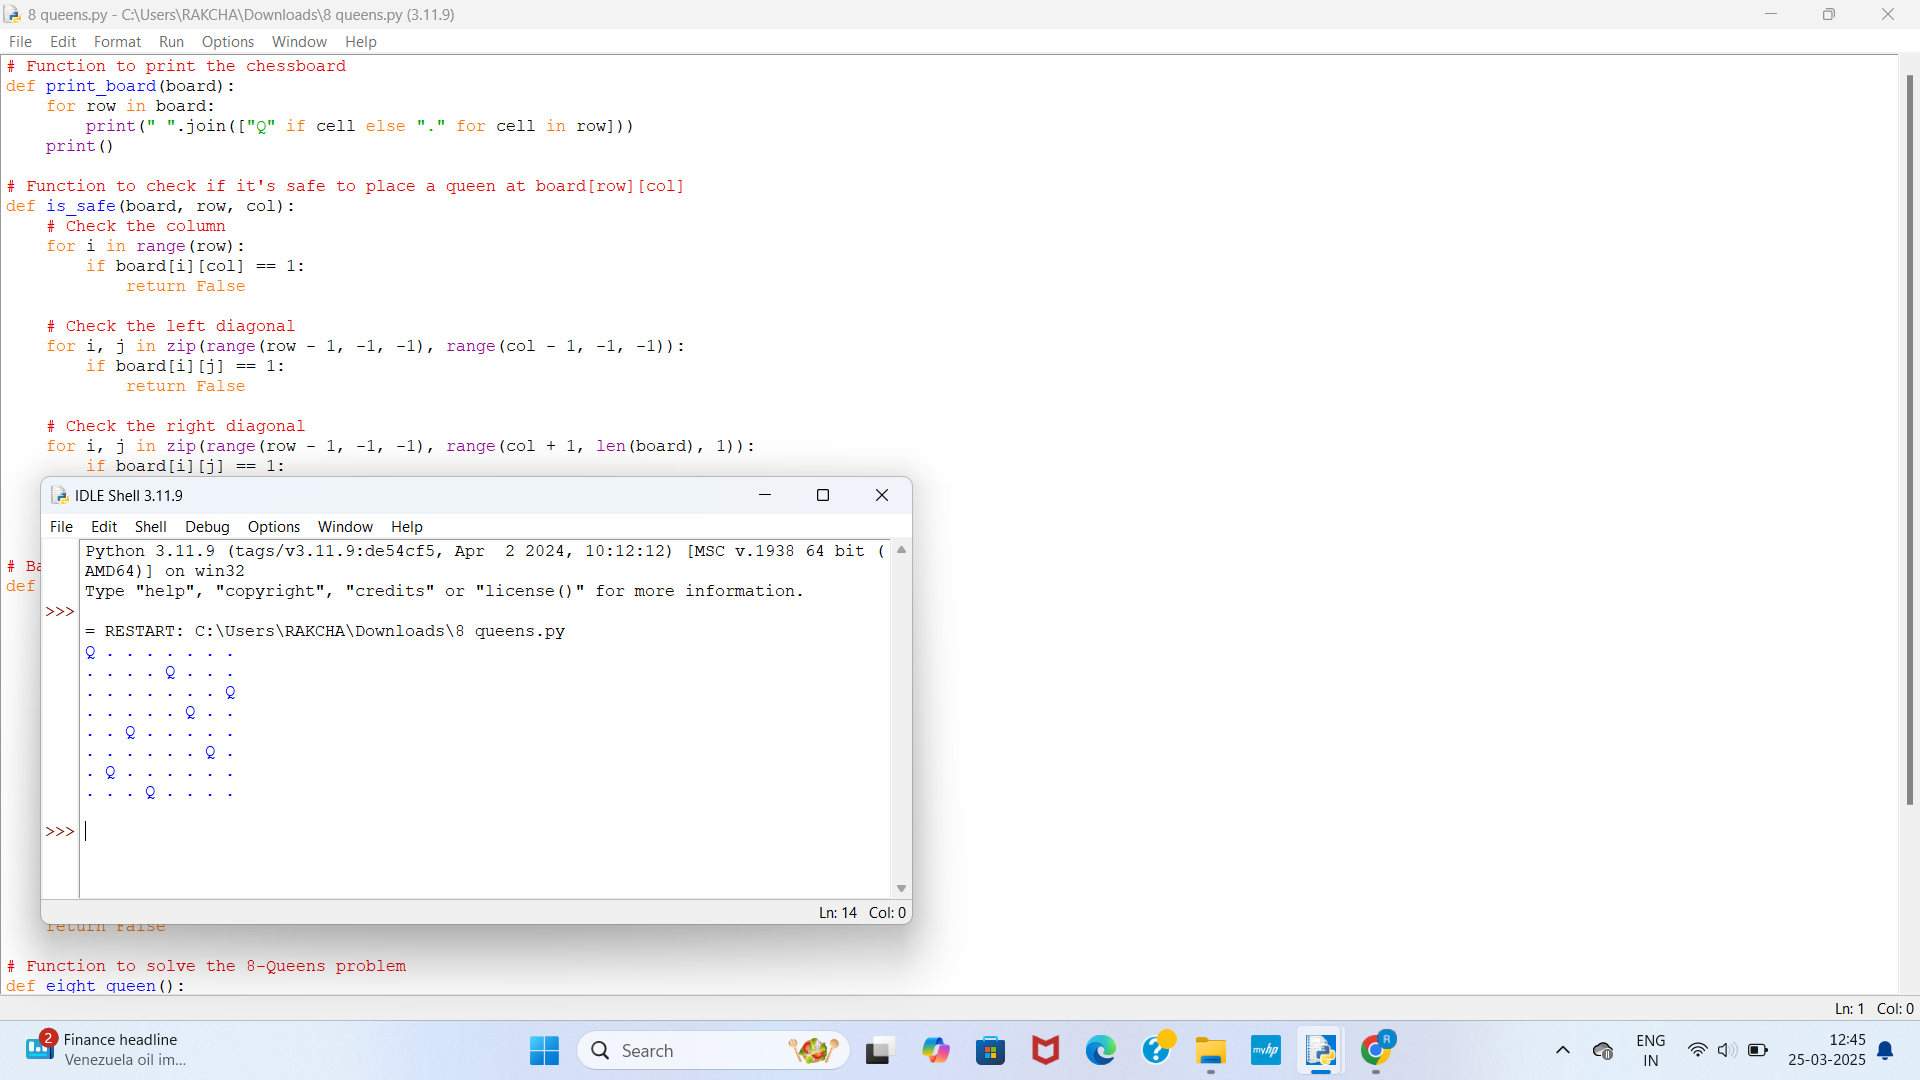 8 queens.py - C:\Users\RAKCHA\Downloads\8 queens.py (3.11.9)
File Edit Format Run Options Window Help
# Function to print the chessboard
def print_board(board):
    for row in board:
        print(" ".join(["Q" if cell else "." for cell in row]))
    print()
# Function to check if it's safe to place a queen at board[row][col]
def is_safe(board, row, col):
    # Check the column
    for i in range(row):
        if board[i][col] == 1:
            return False
    # Check the left diagonal
    for i, j in zip(range(row - 1, -1, -1), range(col - 1, -1, -1)):
        if board[i][j] == 1:
            return False
    # Check the right diagonal
    for i, j in zip(range(row - 1, -1, -1), range(col + 1, len(board), 1)):
        if board[i][j] == 1:
IDLE Shell 3.11.9
File Edit Shell Debug Options Window Help
Python 3.11.9 (tags/v3.11.9:de54cf5, Apr  2 2024, 10:12:12) [MSC v.1938 64 bit (
AMD64)] on win32
Type "help", "copyright", "credits" or "license()" for more information.
>>>
= RESTART: C:\Users\RAKCHA\Downloads\8 queens.py
Q . . . . . . .
. . . . Q . . .
. . . . . . . Q
. . . . . Q . .
. . Q . . . . .
. . . . . . Q .
. Q . . . . . .
. . . Q . . . .
>>>
Ln: 14 Col: 0
# Ba
def
    return False
# Function to solve the 8-Queens problem
def eight_queen():
Ln: 1 Col: 0
2
Finance headline
Venezuela oil im...
Search
myhp
R
ENG
IN
12:45
25-03-2025